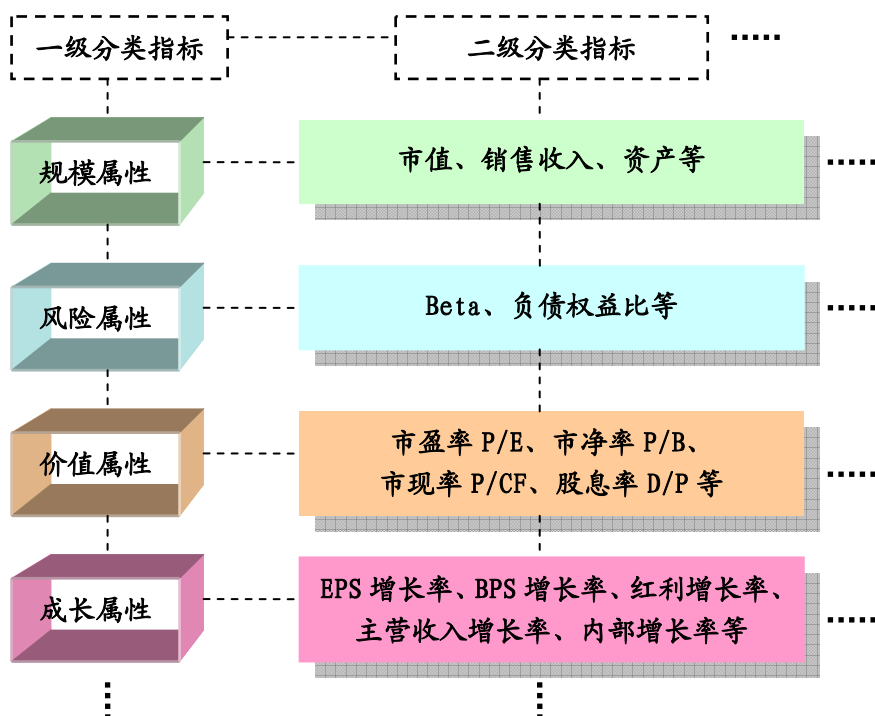 一级分类指标
二级分类指标
规模属性
市值、销售收入、资产等
风险属性
Beta、负债权益比等
价值属性
市盈率 P/E、市净率 P/B、
市现率 P/CF、股息率 D/P 等
成长属性
EPS 增长率、BPS 增长率、红利增长率、
主营收入增长率、内部增长率等